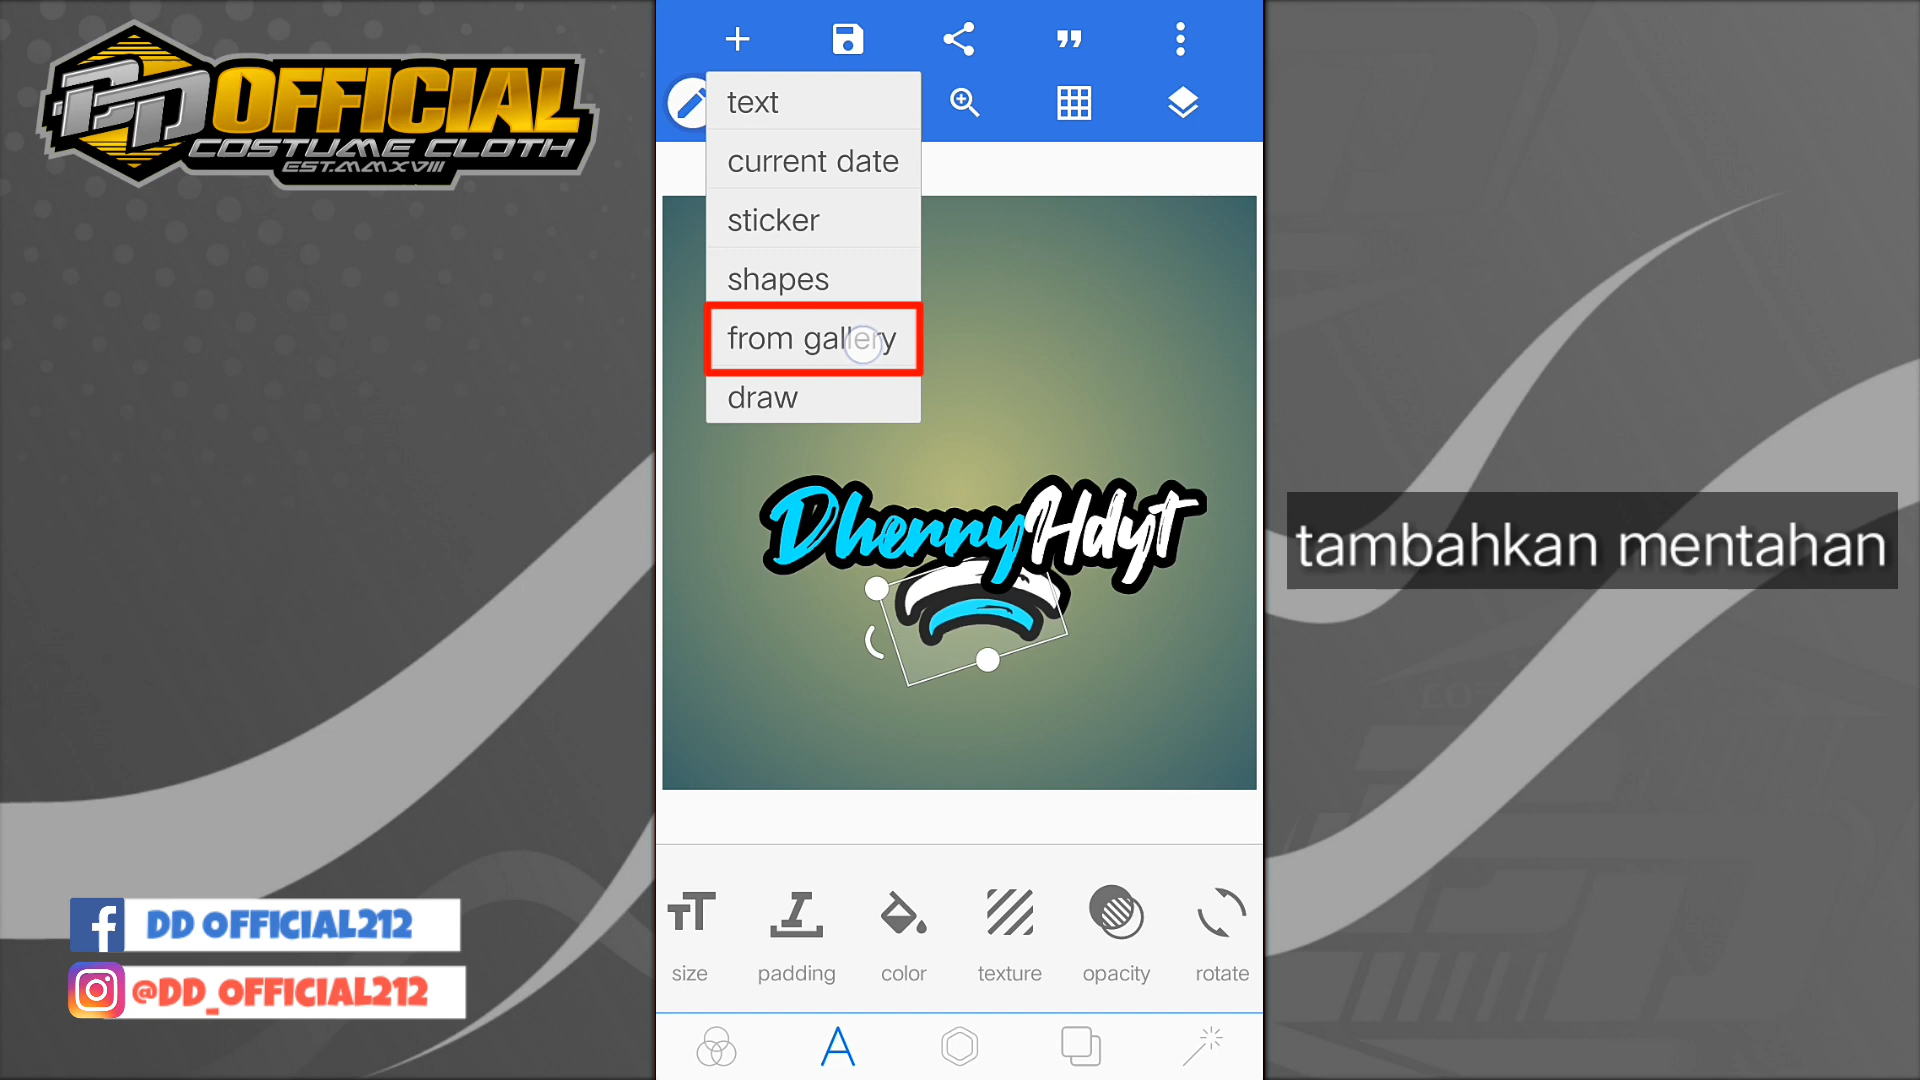 DD OFFICIAL
COSTUME CLOTH
EST.MMXVIII
text
current date
sticker
shapes
from gallery
draw
DhennyHdyt
tambahkan mentahan
size
padding
color
texture
opacity
rotate
DD OFFICIAL212
@DD_OFFICIAL212